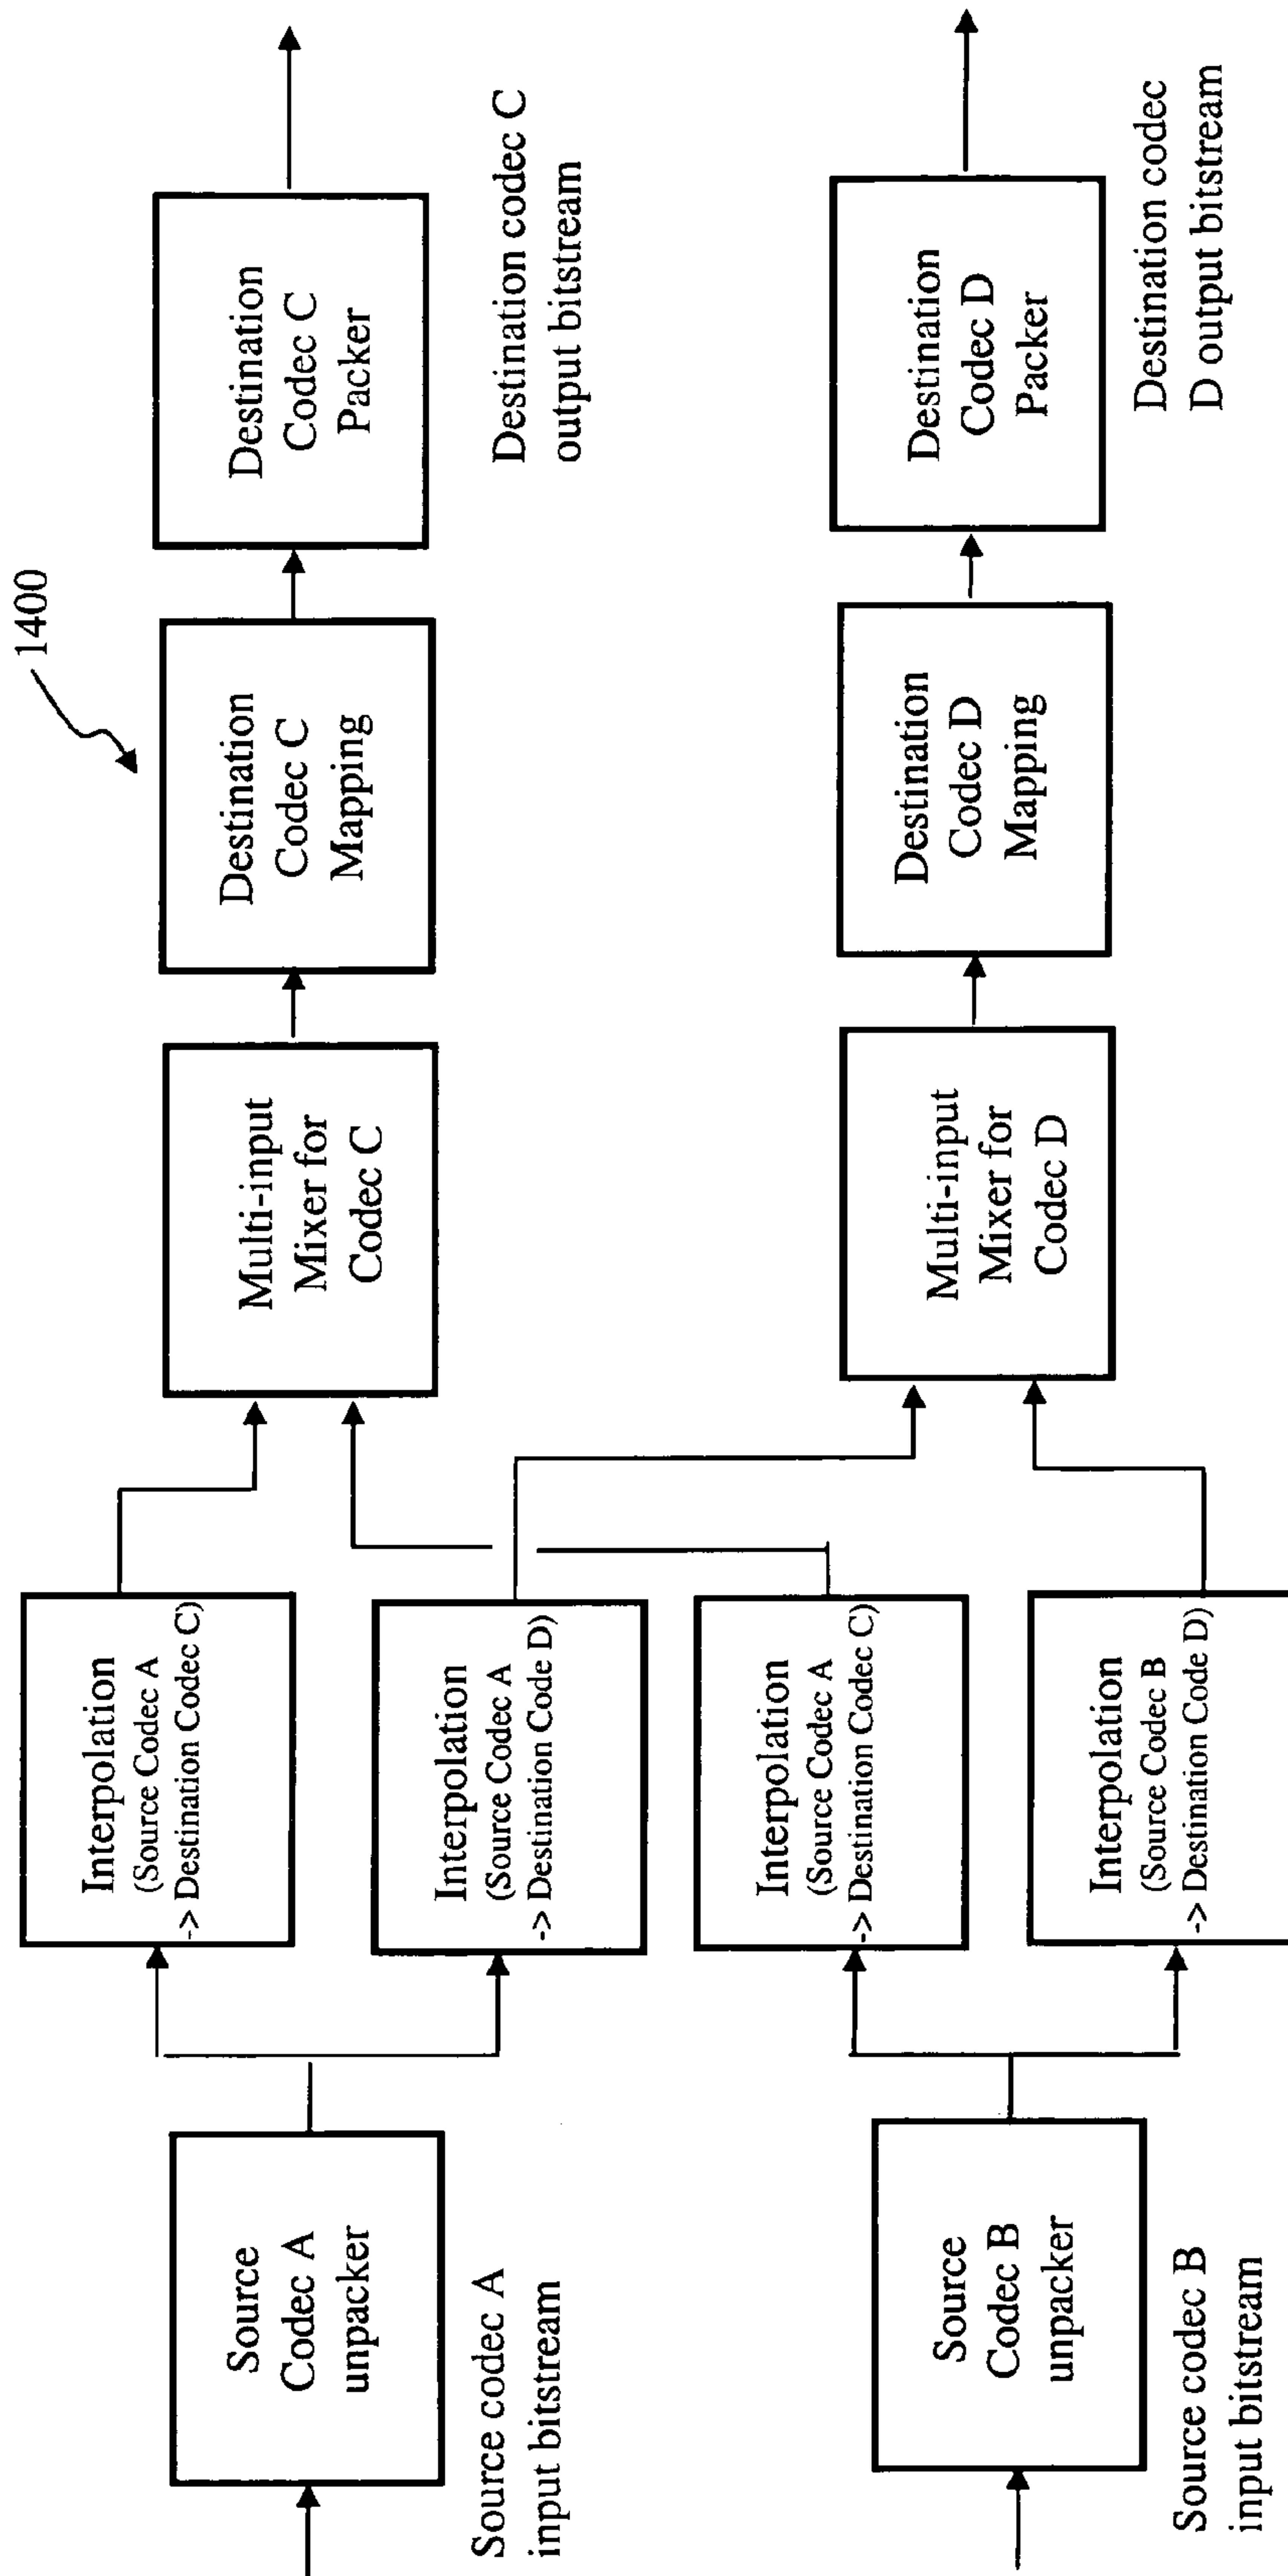 1400
Source
Codec A
unpacker
Source codec A
input bitstream
Interpolation
(Source Codec A
-> Destination Codec C)
Interpolation
(Source Codec A
-> Destination Code D)
Multi-input
Mixer for
Codec C
Destination
Codec C
Mapping
Destination
Codec C
Packer
Destination codec C
output bitstream
Source
Codec B
unpacker
Source codec B
input bitstream
Interpolation
(Source Codec A
-> Destination Codec C)
Interpolation
(Source Codec B
-> Destination Code D)
Multi-input
Mixer for
Codec D
Destination
Codec D
Mapping
Destination
Codec D
Packer
Destination codec
D output bitstream